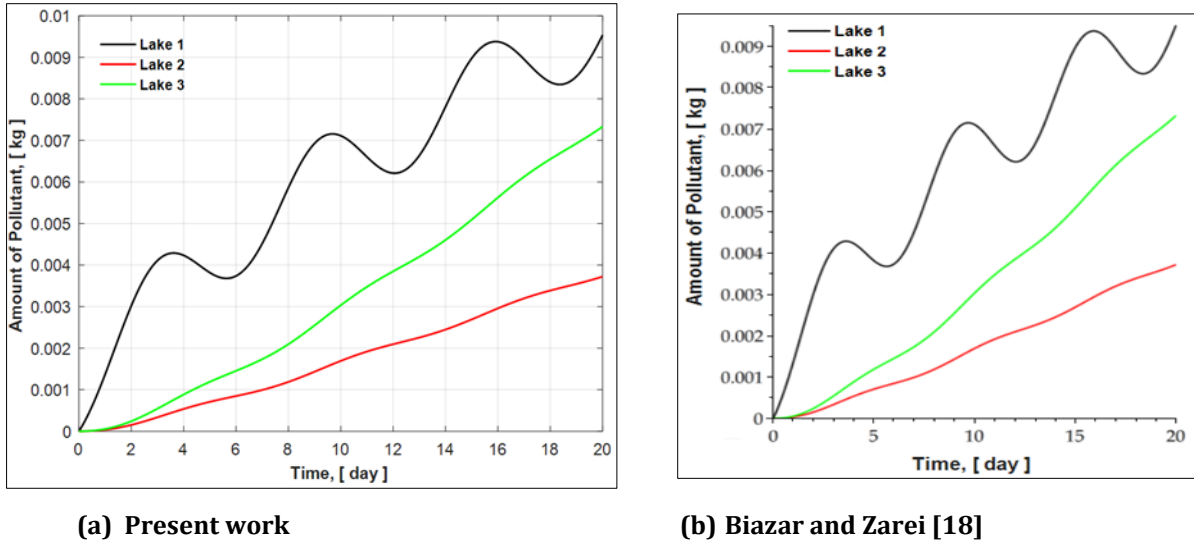 0.01
0.009
0.008
0.007
0.006
0.005
0.004
0.003
0.002
0.001
0
Amount of Pollutant, [ kg ]
Lake 1
Lake 2
Lake 3
0 2 4 6 8 10 12 14 16 18 20
Time, [ day ]
(a) Present work
0.009
0.008
0.007
0.006
0.005
0.004
0.003
0.002
0.001
0
Amount of Pollutant, [ kg ]
Lake 1
Lake 2
Lake 3
0 5 10 15 20
Time, [ day ]
(b) Biazar and Zarei [18]